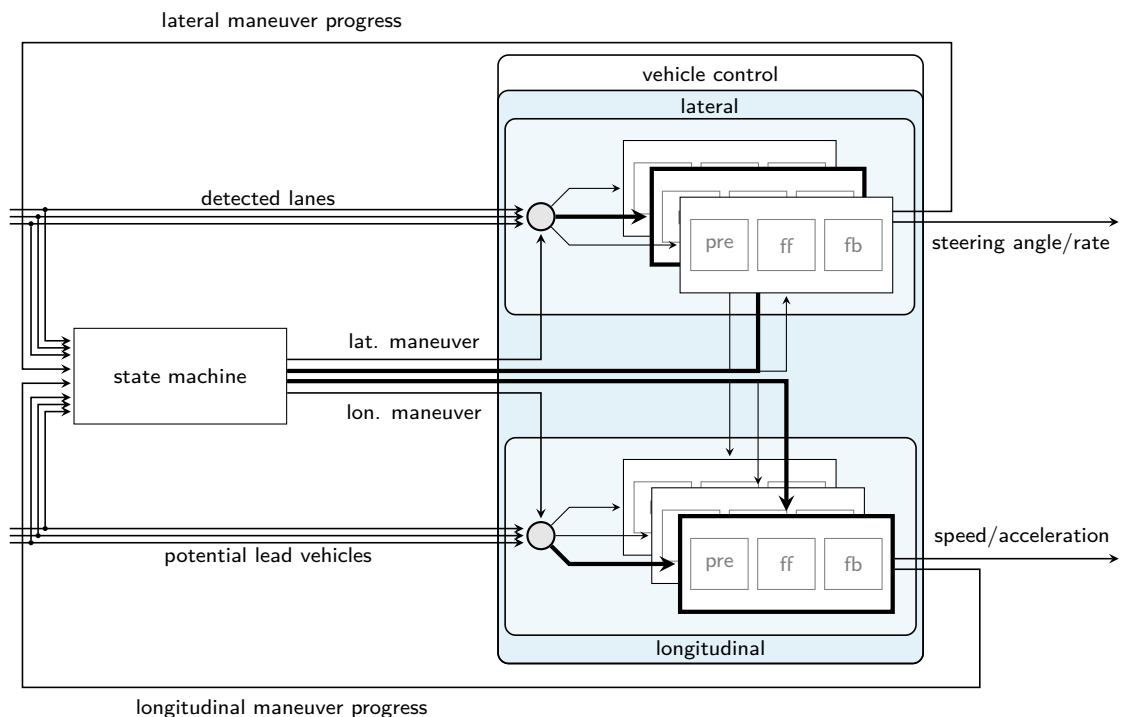 lateral maneuver progress
vehicle control
lateral
detected lanes
pre ff fb
steering angle/rate
lat. maneuver
state machine
lon. maneuver
potential lead vehicles
speed/acceleration
pre ff fb
longitudinal
longitudinal maneuver progress